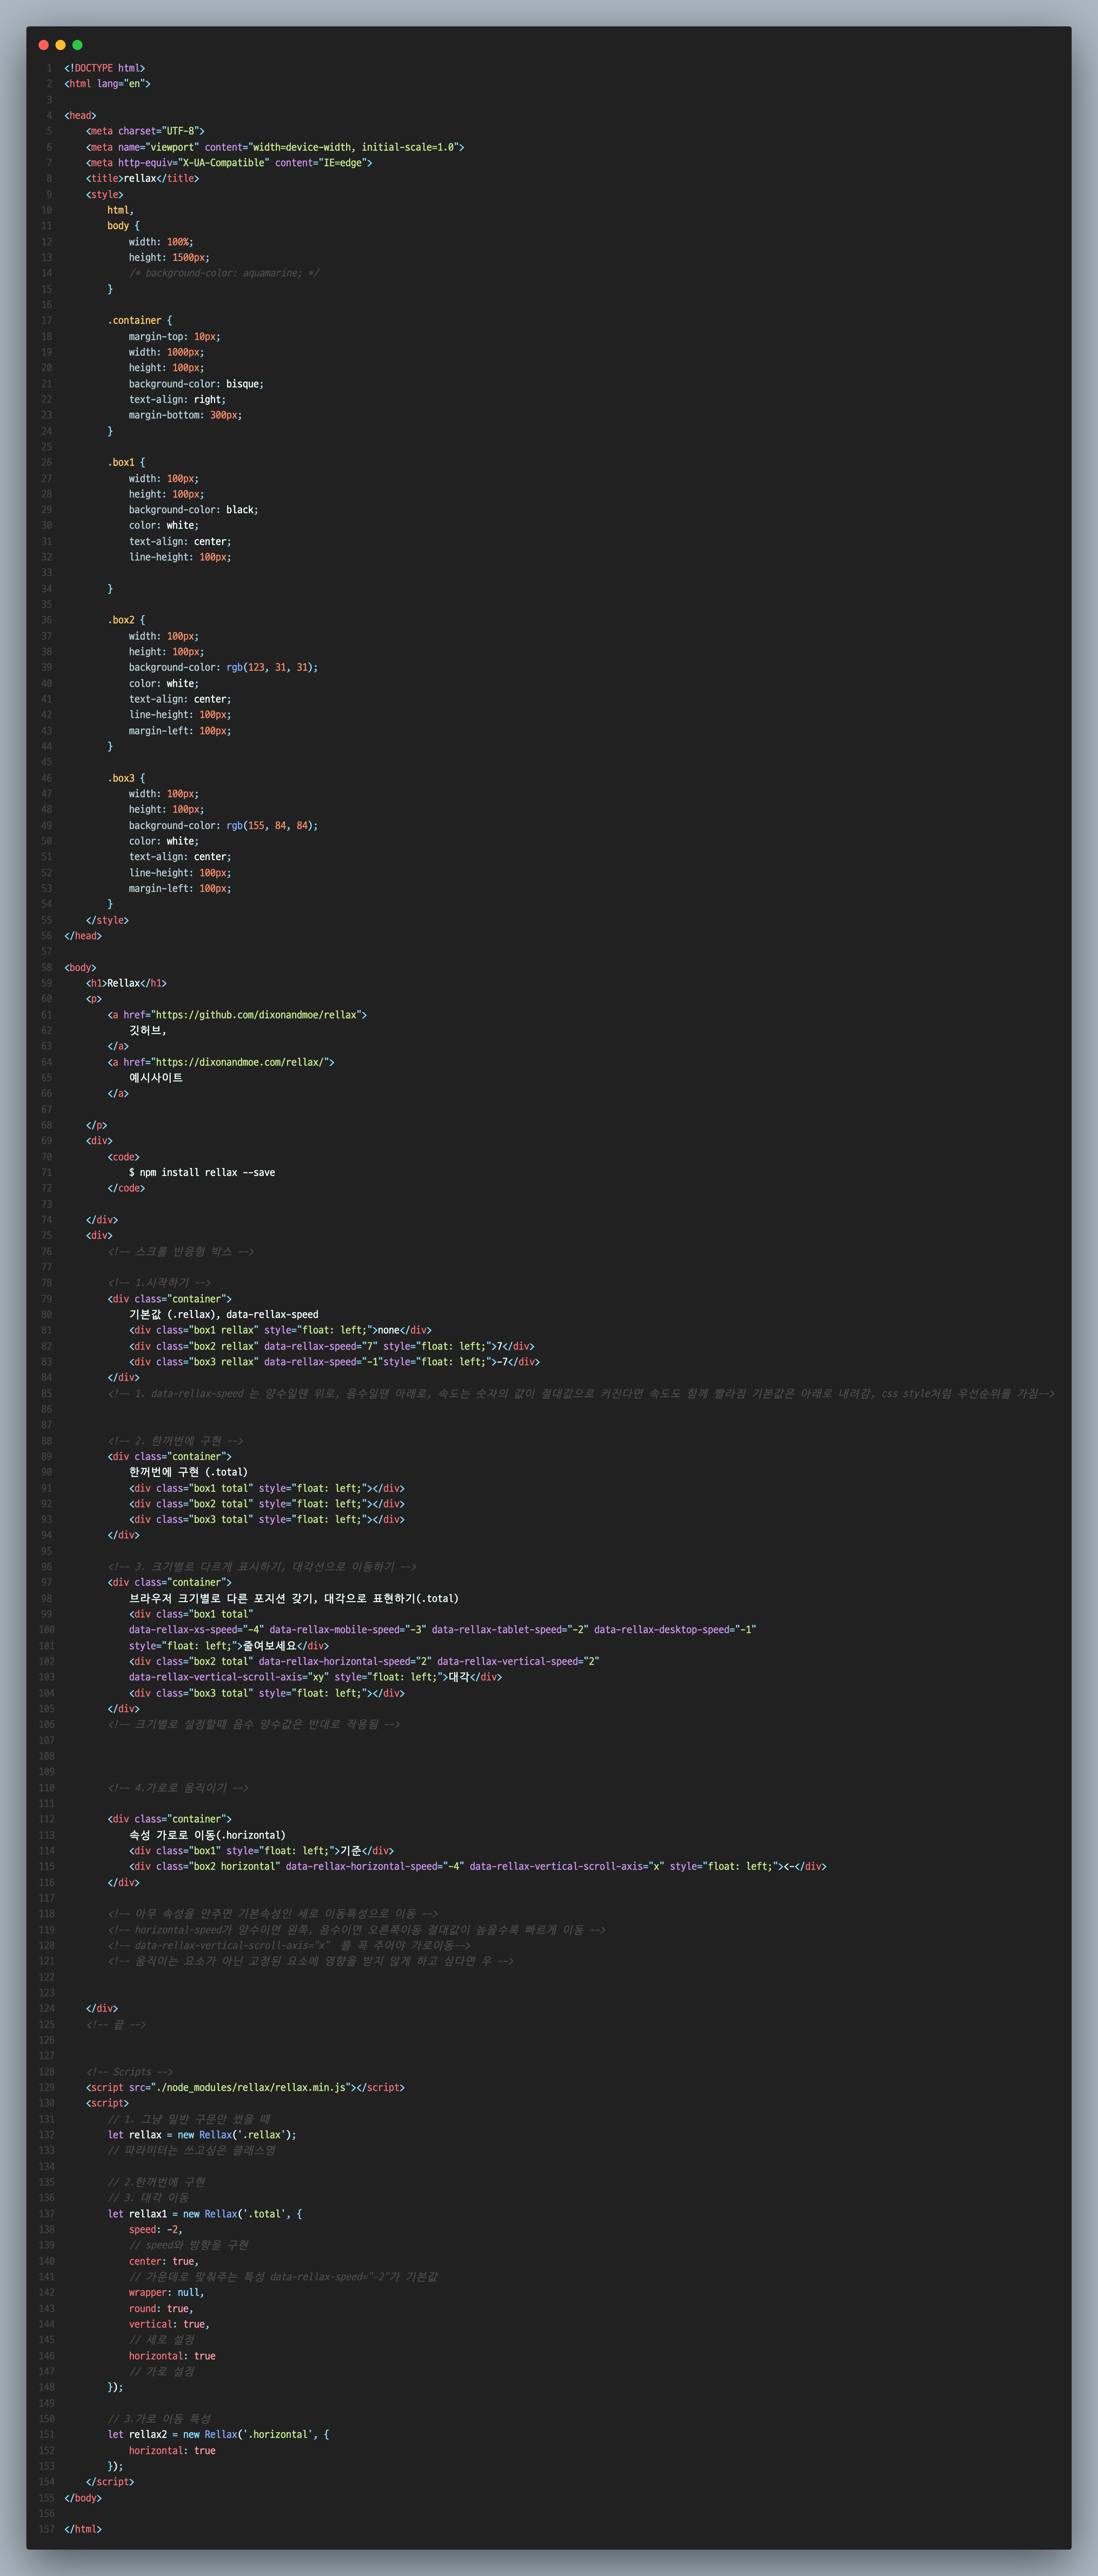 1 <!DOCTYPE html>
2 <html lang="en">
3
4 <head>
5     <meta charset="UTF-8">
6     <meta name="viewport" content="width=device-width, initial-scale=1.0">
7     <meta http-equiv="X-UA-Compatible" content="IE=edge">
8     <title>rellax</title>
9     <style>
10         html,
11         body {
12             width: 100%;
13             height: 1500px;
14             /* background-color: aquamarine; */
15         }
16
17         .container {
18             margin-top: 10px;
19             width: 1000px;
20             height: 100px;
21             background-color: bisque;
22             text-align: right;
23             margin-bottom: 300px;
24         }
25
26         .box1 {
27             width: 100px;
28             height: 100px;
29             background-color: black;
30             color: white;
31             text-align: center;
32             line-height: 100px;
33
34         }
35
36         .box2 {
37             width: 100px;
38             height: 100px;
39             background-color: rgb(123, 31, 31);
40             color: white;
41             text-align: center;
42             line-height: 100px;
43             margin-left: 100px;
44         }
45
46         .box3 {
47             width: 100px;
48             height: 100px;
49             background-color: rgb(155, 84, 84);
50             color: white;
51             text-align: center;
52             line-height: 100px;
53             margin-left: 100px;
54         }
55     </style>
56 </head>
57
58 <body>
59     <h1>Rellax</h1>
60     <p>
61         <a href="https://github.com/dixonandmoe/rellax">
62             깃허브,
63         </a>
64         <a href="https://dixonandmoe.com/rellax/">
65             예시사이트
66         </a>
67
68     </p>
69     <div>
70         <code>
71             $ npm install rellax --save
72         </code>
73
74     </div>
75     <div>
76         <!-- 스크롤 반응형 박스 -->
77
78         <!-- 1.시작하기 -->
79         <div class="container">
80             기본값 (.rellax), data-rellax-speed
81             <div class="box1 rellax" style="float: left;">none</div>
82             <div class="box2 rellax" data-rellax-speed="7" style="float: left;">7</div>
83             <div class="box3 rellax" data-rellax-speed="-1"style="float: left;">-7</div>
84         </div>
85         <!-- 1. data-rellax-speed 는 양수일땐 위로, 음수일땐 아래로, 속도는 숫자의 값이 절대값으로 커진다면 속도도 함께 빨라짐 기본값은 아래로 내려감, css style처럼 우선순위를 가짐-->
86
87
88         <!-- 2. 한꺼번에 구현 -->
89         <div class="container">
90             한꺼번에 구현 (.total)
91             <div class="box1 total" style="float: left;"></div>
92             <div class="box2 total" style="float: left;"></div>
93             <div class="box3 total" style="float: left;"></div>
94         </div>
95
96         <!-- 3. 크기별로 다르게 표시하기, 대각선으로 이동하기 -->
97         <div class="container">
98             브라우저 크기별로 다른 포지션 갖기, 대각으로 표현하기(.total)
99             <div class="box1 total"
100             data-rellax-xs-speed="-4" data-rellax-mobile-speed="-3" data-rellax-tablet-speed="-2" data-rellax-desktop-speed="-1"
101             style="float: left;">줄여보세요</div>
102             <div class="box2 total" data-rellax-horizontal-speed="2" data-rellax-vertical-speed="2"
103             data-rellax-vertical-scroll-axis="xy" style="float: left;">대각</div>
104             <div class="box3 total" style="float: left;"></div>
105         </div>
106         <!-- 크기별로 설정할때 음수 양수값은 반대로 작용됨 -->
107
108
109
110         <!-- 4.가로로 움직이기 -->
111
112         <div class="container">
113             속성 가로로 이동(.horizontal)
114             <div class="box1" style="float: left;">기준</div>
115             <div class="box2 horizontal" data-rellax-horizontal-speed="-4" data-rellax-vertical-scroll-axis="x" style="float: left;"><-</div>
116         </div>
117
118         <!-- 아무 속성을 안주면 기본속성인 세로 이동특성으로 이동 -->
119         <!-- horizontal-speed가 양수이면 왼쪽, 음수이면 오른쪽이동 절대값이 높을수록 빠르게 이동 -->
120         <!-- data-rellax-vertical-scroll-axis="x"  를 꼭 주어야 가로이동-->
121         <!-- 움직이는 요소가 아닌 고정된 요소에 영향을 받지 않게 하고 싶다면 우 -->
122
123
124     </div>
125     <!-- 끝 -->
126
127
128     <!-- Scripts -->
129     <script src="./node_modules/rellax/rellax.min.js"></script>
130     <script>
131         // 1. 그냥 일반 구문만 썼을 때
132         let rellax = new Rellax('.rellax');
133         // 파라미터는 쓰고싶은 클래스명
134
135         // 2.한꺼번에 구현
136         // 3. 대각 이동
137         let rellax1 = new Rellax('.total', {
138             speed: -2,
139             // speed와 방향을 구현
140             center: true,
141             // 가운데로 맞춰주는 특성 data-rellax-speed="-2"가 기본값
142             wrapper: null,
143             round: true,
144             vertical: true,
145             // 세로 설정
146             horizontal: true
147             // 가로 설정
148         });
149
150         // 3.가로 이동 특성
151         let rellax2 = new Rellax('.horizontal', {
152             horizontal: true
153         });
154     </script>
155 </body>
156
157 </html>